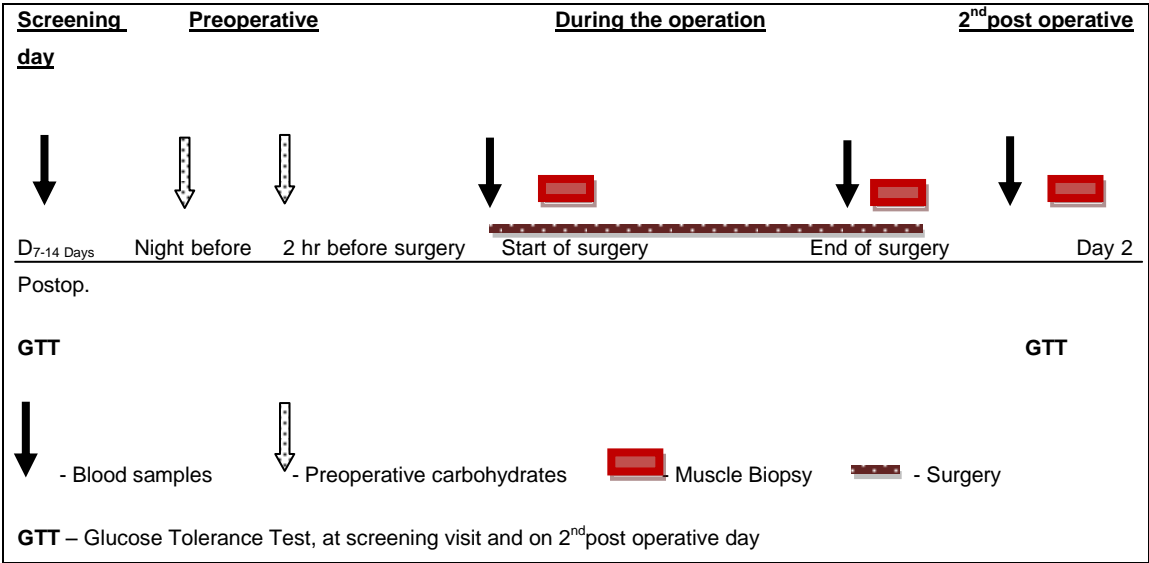 Screening Preoperative During the operation 2nd post operative
day
D7-14 Days Night before 2 hr before surgery Start of surgery End of surgery Day 2
Postop.
GTT GTT
- Blood samples - Preoperative carbohydrates - Muscle Biopsy - Surgery
GTT – Glucose Tolerance Test, at screening visit and on 2nd post operative day